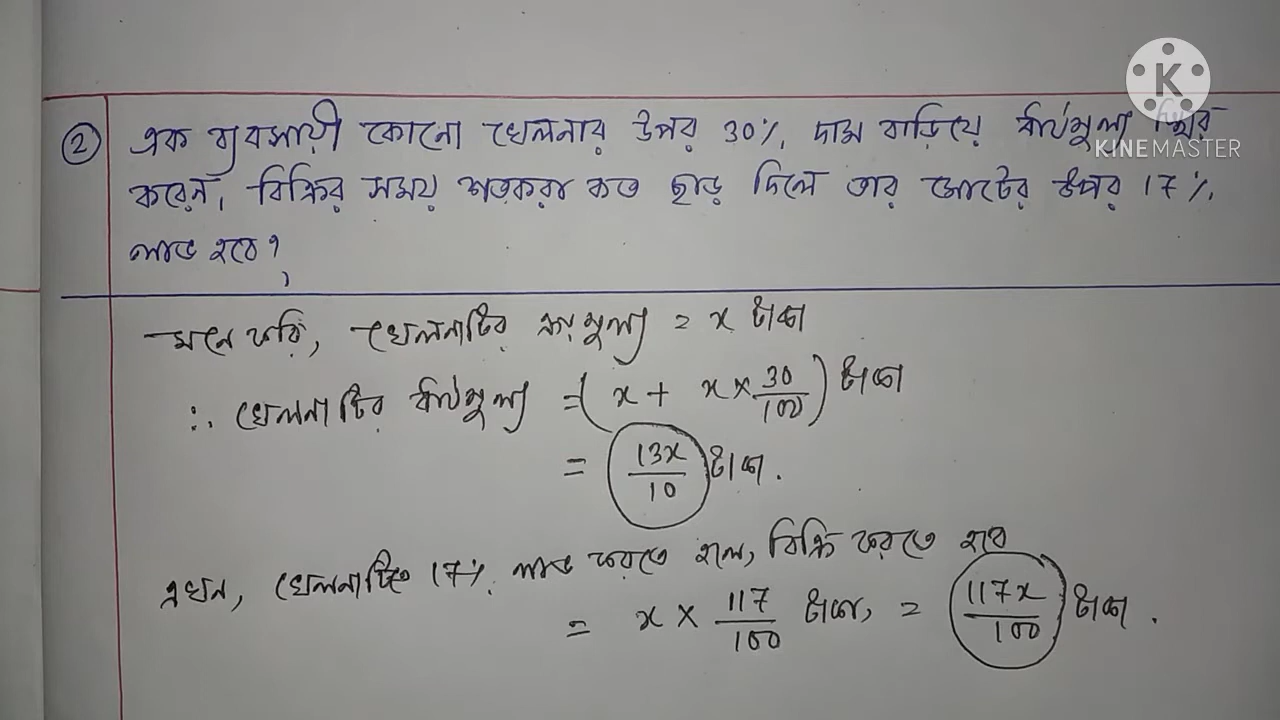 K
KINEMASTER
② এক ব্যবসায়ী কোনো খেলনার উপর 30% দাম বাড়িয়ে ধার্যমূল্য স্থির
করেন। বিক্রির সময় শতকরা কত ছাড় দিলে তার মোটের উপর 17%
লাভ হবে?
মনে করি, খেলনাটির ক্রয়মূল্য = x টাকা
∴ খেলনাটির ধার্যমূল্য = (x + x × 30/100) টাকা
= 13x/10 টাকা.
এখন, খেলনাটিতে 17% লাভ করতে হলে, বিক্রি করতে হবে
= x × 117/100 টাকা, = 117x/100 টাকা.